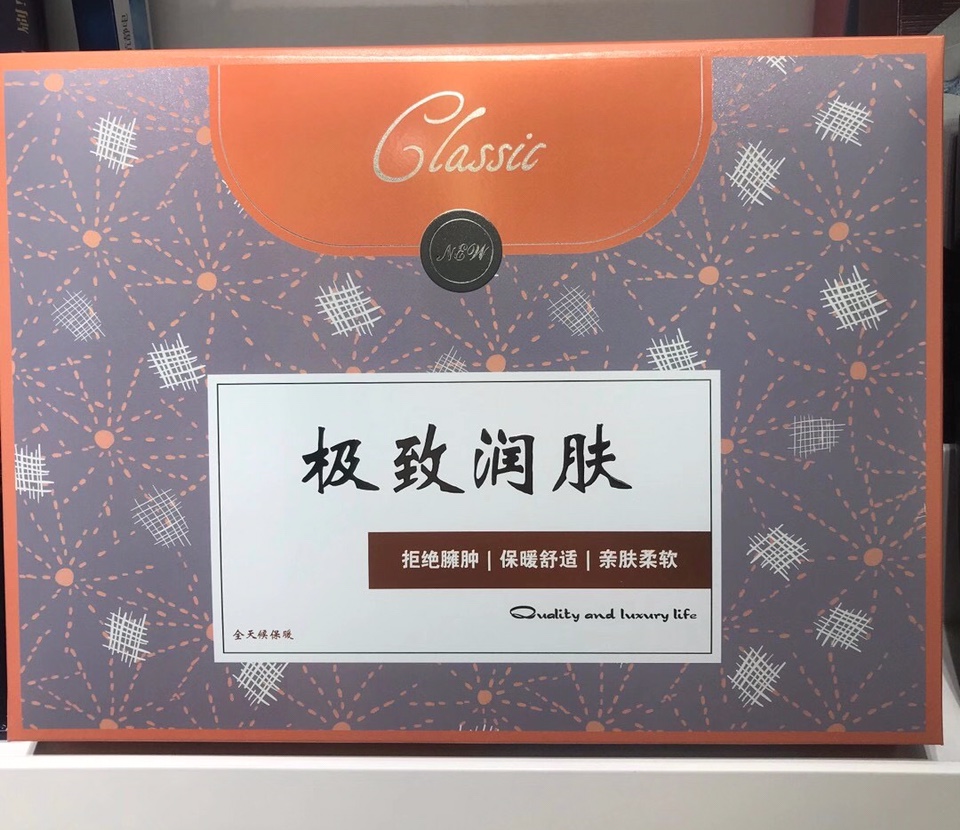 Classic
NEW
极致润肤
拒绝臃肿 | 保暖舒适 | 亲肤柔软
Quality and luxury life
全天候保暖